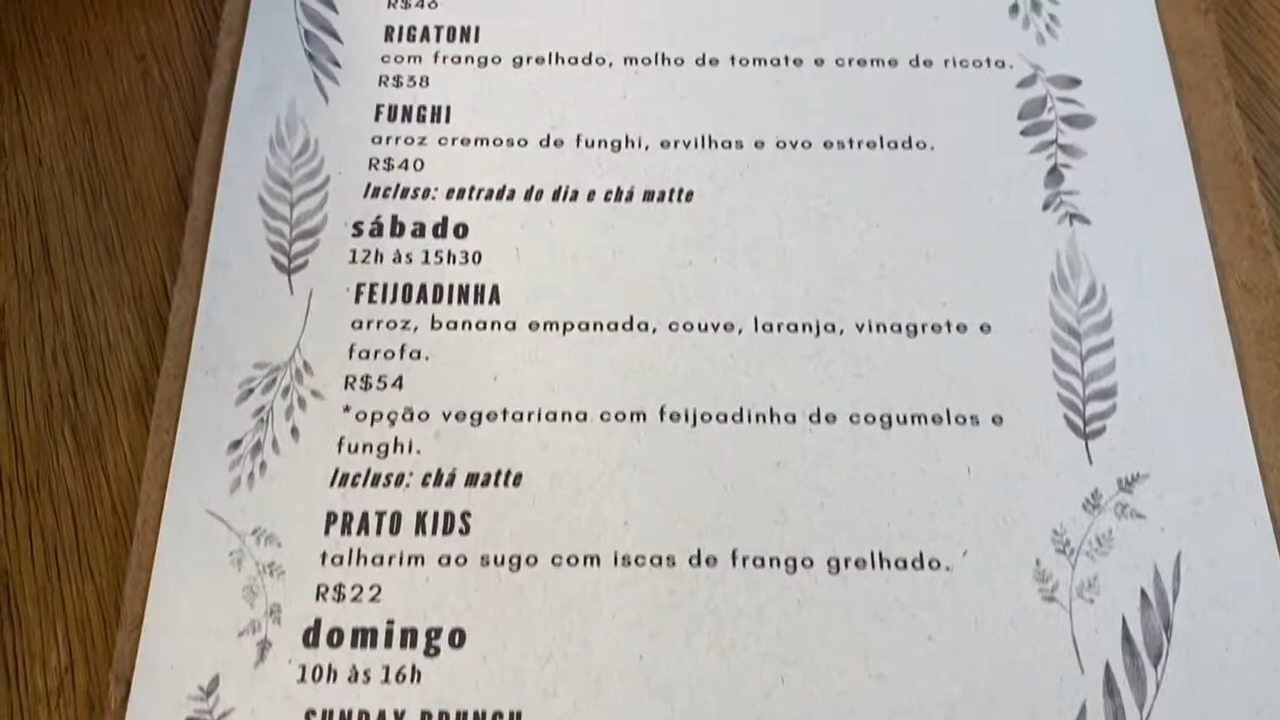 R$46
RIGATONI
com frango grelhado, molho de tomate e creme de ricota.
R$38
FUNGHI
arroz cremoso de funghi, ervilhas e ovo estrelado.
R$40
Incluso: entrada do dia e chá matte
sábado
12h às 15h30
FEIJOADINHA
arroz, banana empanada, couve, laranja, vinagrete e
farofa.
R$54
*opção vegetariana com feijoadinha de cogumelos e
funghi.
Incluso: chá matte
PRATO KIDS
talharim ao sugo com iscas de frango grelhado.
R$22
domingo
10h às 16h
SUNDAY BRUNCH